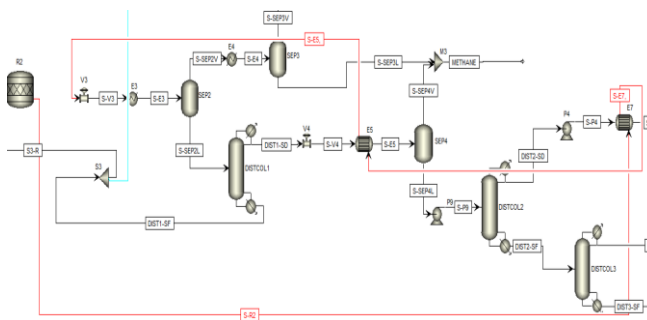 S-SEP3V
S-E5,
R2
V3
S-V3
E3
S-E3
S-SEP2V
E4
S-E4
SEP3
SEP2
S-SEP3L
M3
METHANE
S-SEP4V
S-E7,
P4
S-P4
E7
S3-R
S-SEP2L
DIST1-SD
V4
S-V4
E5
S-E5
SEP4
DIST2-SD
S3
DISTCOL1
S-SEP4L
P9
S-P9
DISTCOL2
DIST1-SF
DIST2-SF
DISTCOL3
DIST3-SF
S-R2